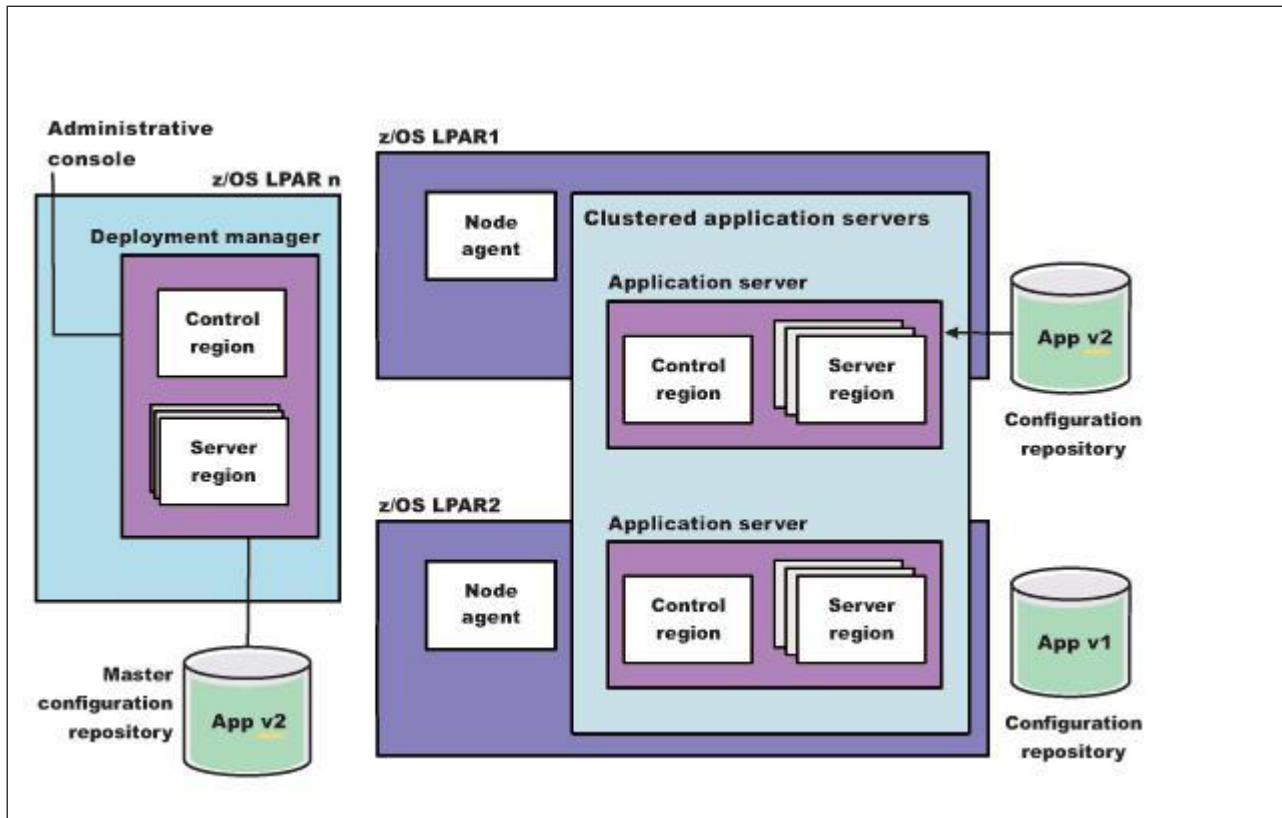 Administrative
console
z/OS LPAR n
Deployment manager
Control
region
Server
region
Master
configuration
repository
App v2
z/OS LPAR1
Node
agent
Clustered application servers
Application server
Control
region
Server
region
App v2
Configuration
repository
z/OS LPAR2
Node
agent
Application server
Control
region
Server
region
App v1
Configuration
repository